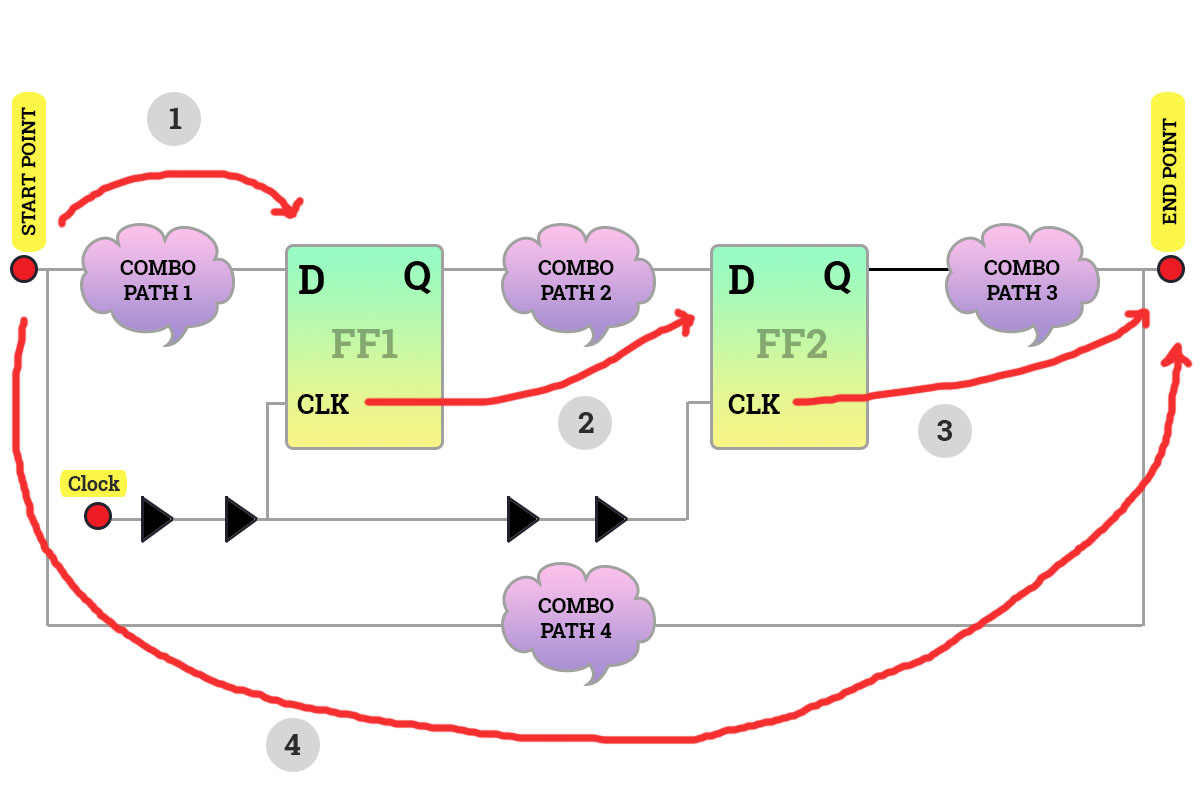 1
START POINT
END POINT
COMBO
PATH 1
D
Q
FF1
CLK
COMBO
PATH 2
D
Q
FF2
CLK
COMBO
PATH 3
2
3
Clock
COMBO
PATH 4
4